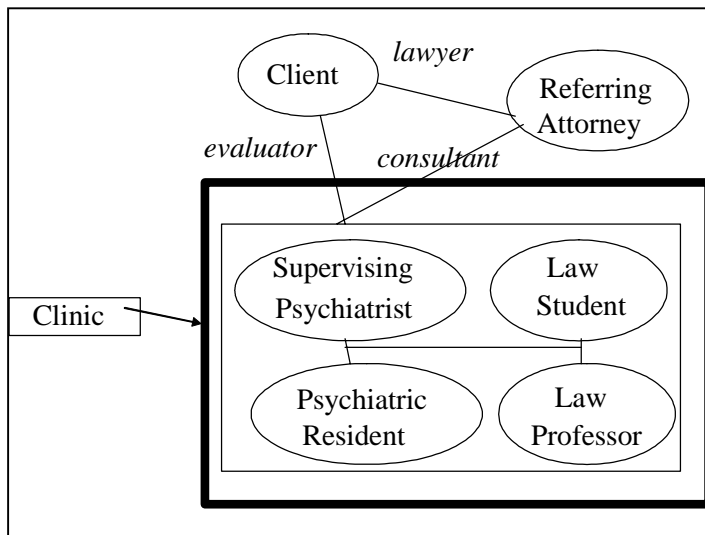 lawyer
Client
Referring
Attorney
evaluator
consultant
Supervising
Psychiatrist
Law
Student
Clinic
Psychiatric
Resident
Law
Professor